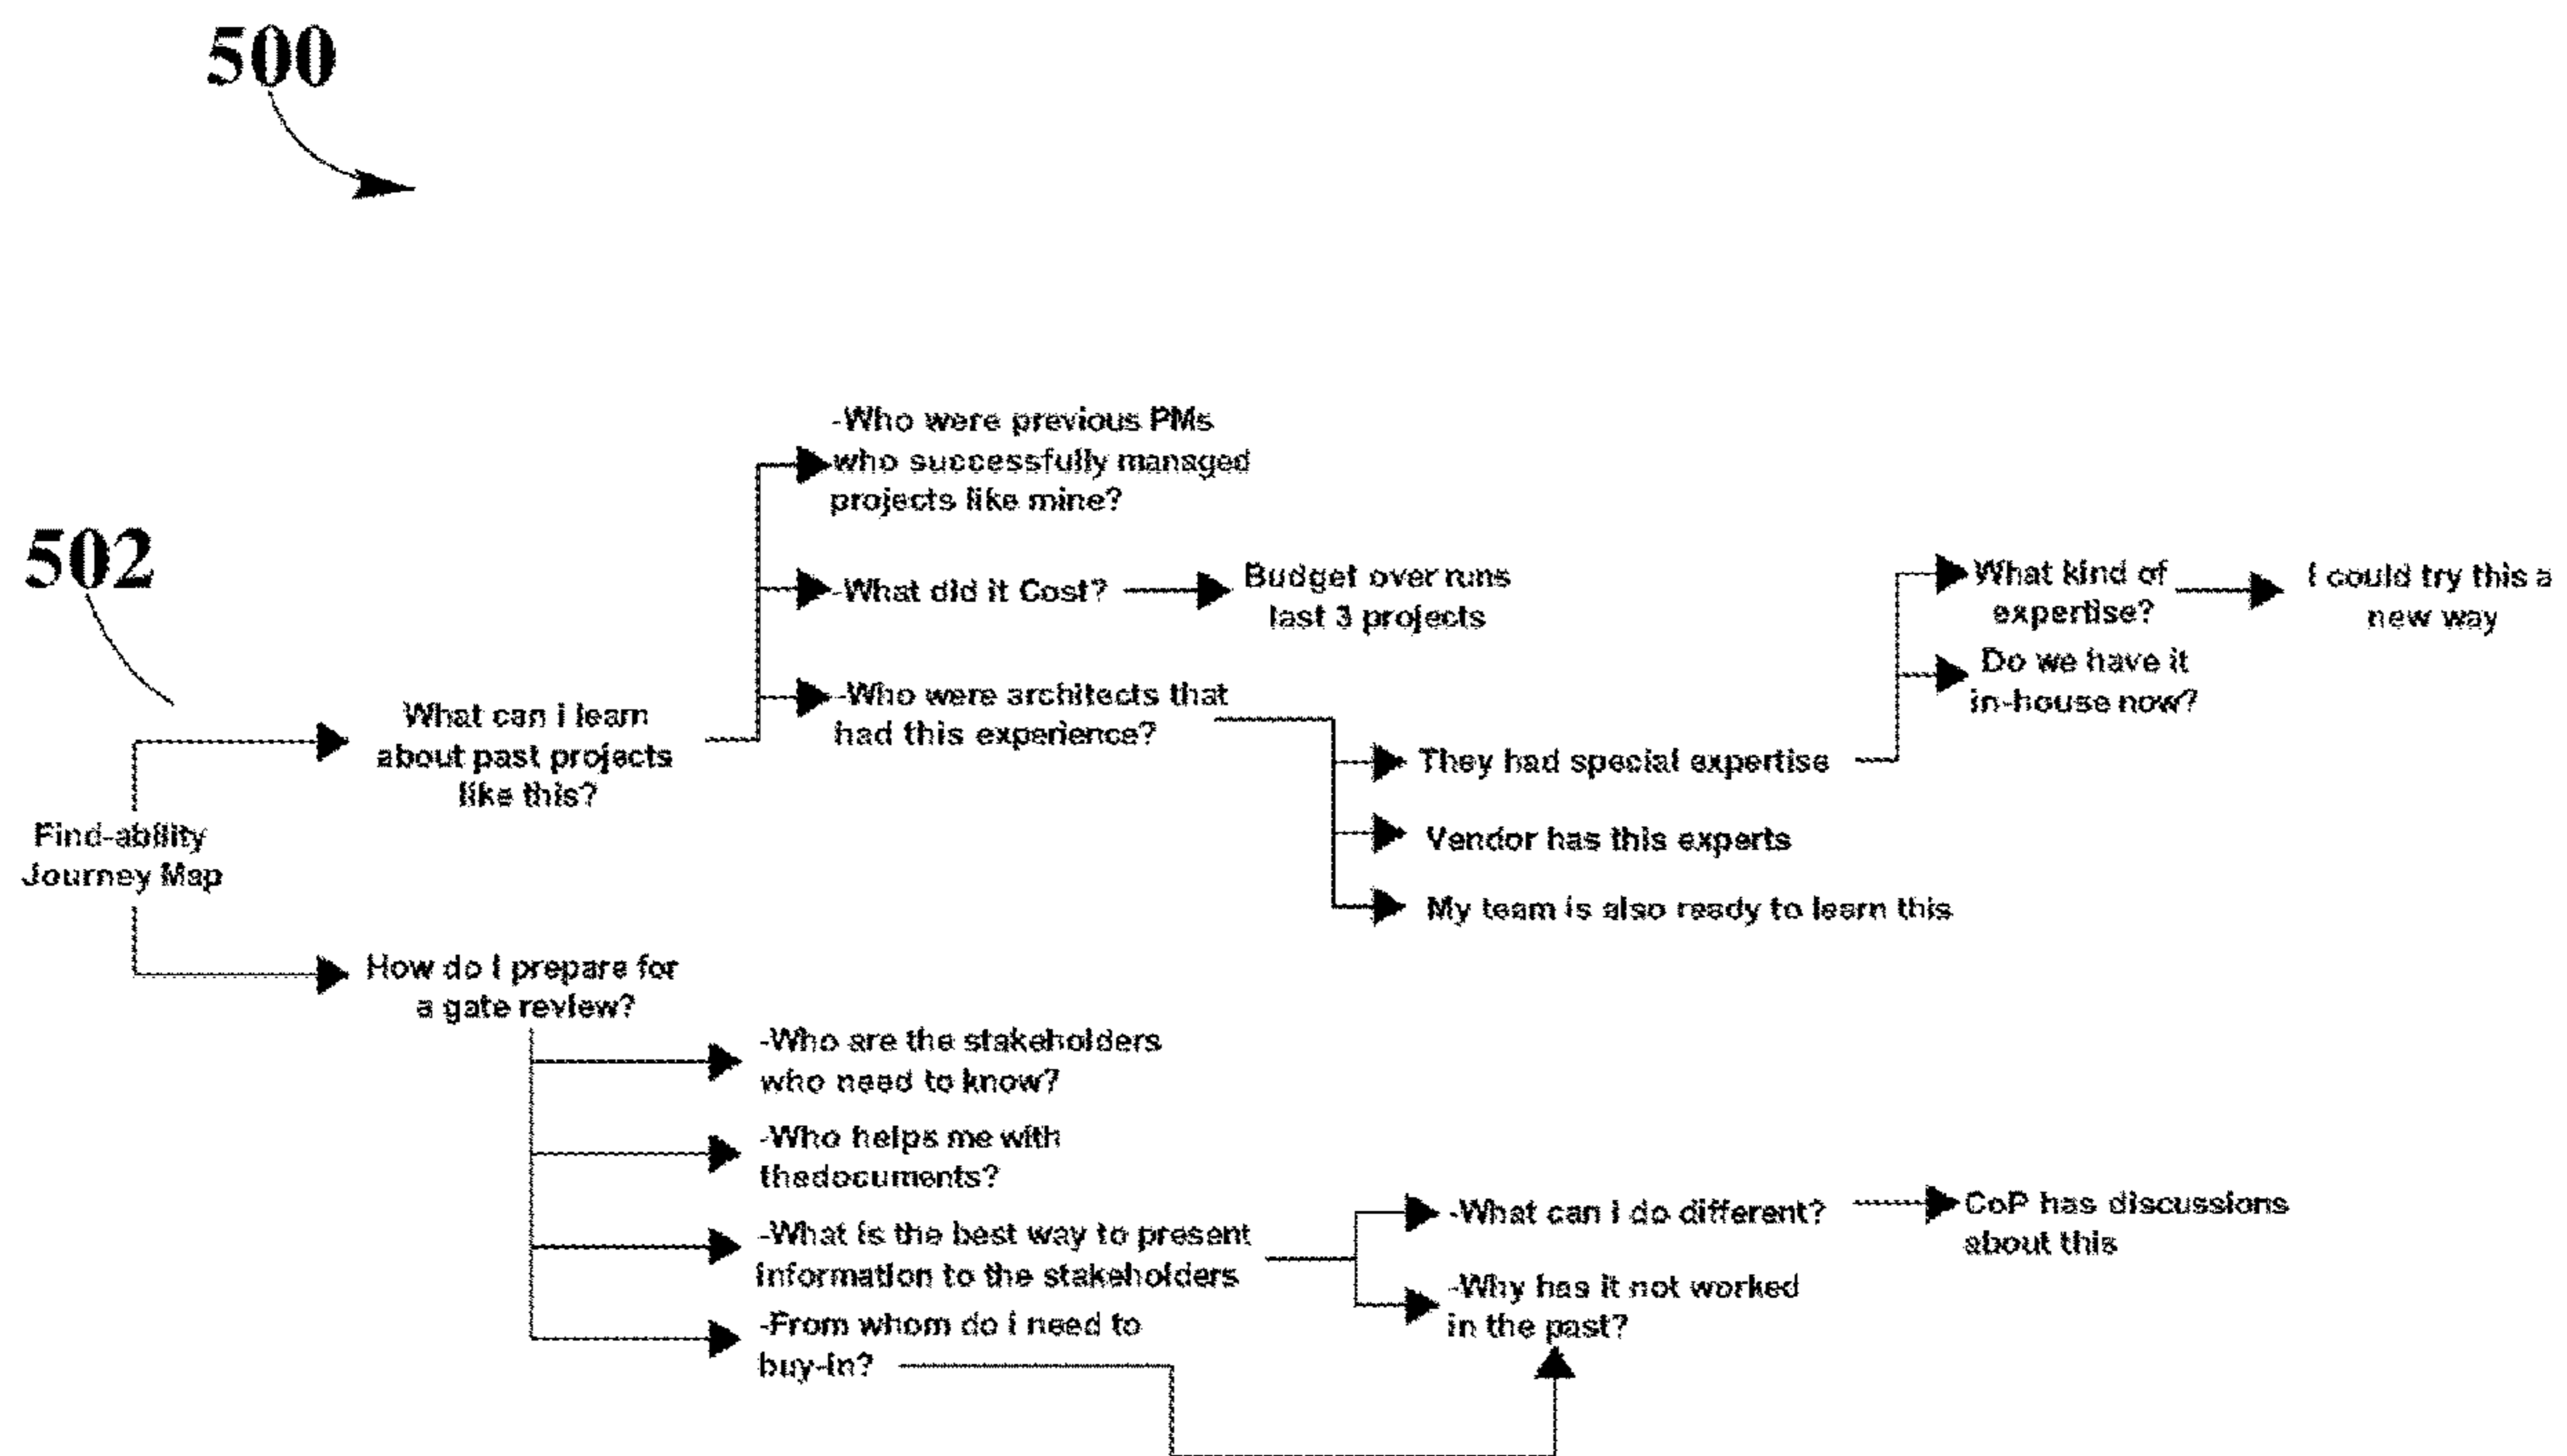 500
502
Find-ability
Journey Map
What can i learn
about past projects
like this?
-Who were previous PMs
who successfully managed
projects like mine?
-What did it Cost?
Budget over runs
last 3 projects
-Who were architects that
had this experience?
They had special expertise
What kind of
expertise?
I could try this a
new way
Do we have it
in-house now?
Vendor has this experts
My team is also ready to learn this
How do I prepare for
a gate review?
-Who are the stakeholders
who need to know?
-Who helps me with
thedocuments?
-What is the best way to present
information to the stakeholders
-What can i do different?
CoP has discussions
about this
-Why has it not worked
in the past?
-From whom do i need to
buy-in?